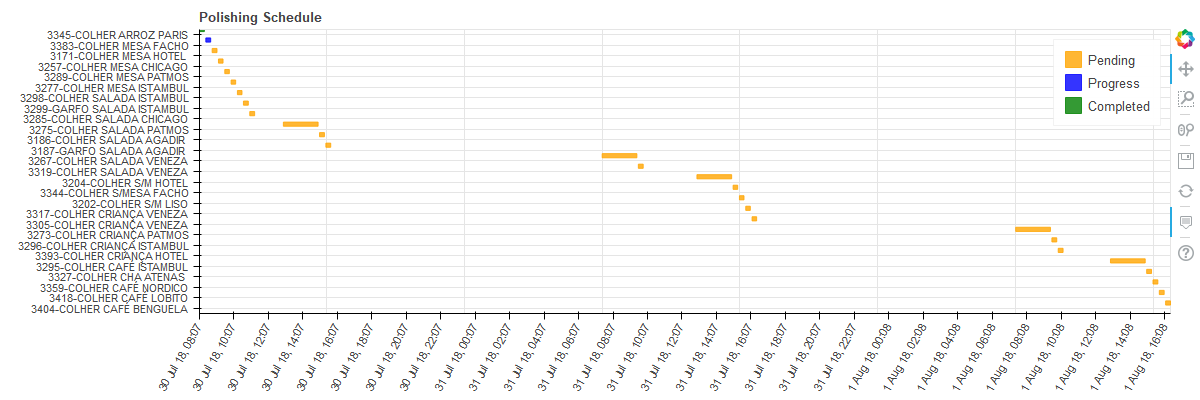 Polishing Schedule
3345-COLHER ARROZ PARIS
3383-COLHER MESA FACHO
3171-COLHER MESA HOTEL
3257-COLHER MESA CHICAGO
3289-COLHER MESA PATMOS
3277-COLHER MESA ISTAMBUL
3298-COLHER SALADA ISTAMBUL
3299-GARFO SALADA ISTAMBUL
3285-COLHER SALADA CHICAGO
3275-COLHER SALADA PATMOS
3186-COLHER SALADA AGADIR
3187-GARFO SALADA AGADIR
3267-COLHER SALADA VENEZA
3319-COLHER SALADA VENEZA
3204-COLHER S/M HOTEL
3344-COLHER S/MESA FACHO
3202-COLHER S/M LISO
3317-COLHER CRIANÇA VENEZA
3305-COLHER CRIANÇA VENEZA
3273-COLHER CRIANÇA PATMOS
3296-COLHER CRIANÇA ISTAMBUL
3393-COLHER CRIANÇA HOTEL
3295-COLHER CAFÉ ISTAMBUL
3327-COLHER CHÁ ATENAS
3359-COLHER CAFÉ NORDICO
3418-COLHER CAFÉ LOBITO
3404-COLHER CAFÉ BENGUELA
Pending
Progress
Completed
30 Jul 18, 08:07
30 Jul 18, 10:07
30 Jul 18, 12:07
30 Jul 18, 14:07
30 Jul 18, 16:07
30 Jul 18, 18:07
30 Jul 18, 20:07
30 Jul 18, 22:07
31 Jul 18, 00:07
31 Jul 18, 02:07
31 Jul 18, 04:07
31 Jul 18, 06:07
31 Jul 18, 08:07
31 Jul 18, 10:07
31 Jul 18, 12:07
31 Jul 18, 14:07
31 Jul 18, 16:07
31 Jul 18, 18:07
31 Jul 18, 20:07
31 Jul 18, 22:07
1 Aug 18, 00:08
1 Aug 18, 02:08
1 Aug 18, 04:08
1 Aug 18, 06:08
1 Aug 18, 08:08
1 Aug 18, 10:08
1 Aug 18, 12:08
1 Aug 18, 14:08
1 Aug 18, 16:08